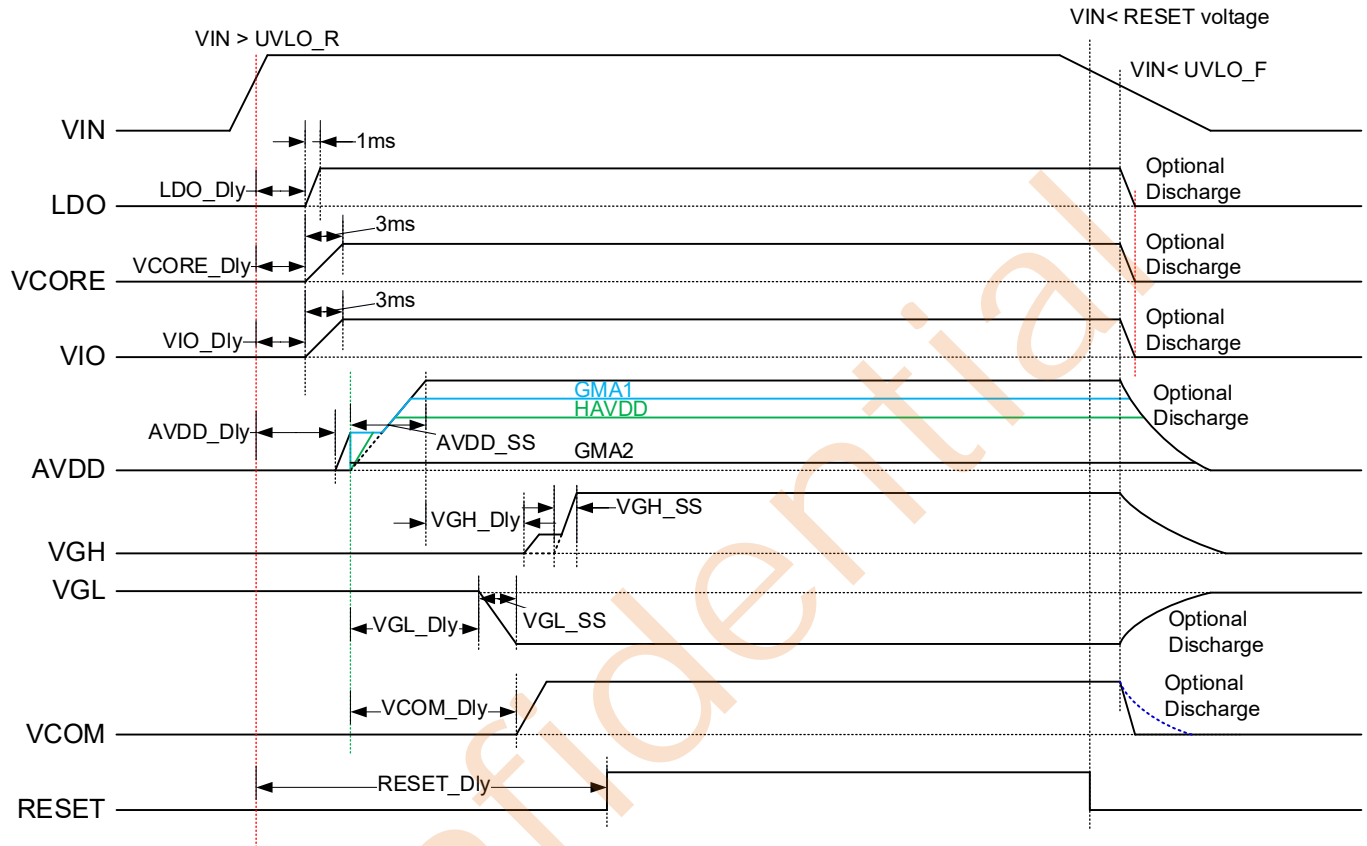 VIN < RESET voltage
VIN > UVLO_R
VIN< UVLO_F
VIN
1ms
LDO_Dly
Optional
Discharge
LDO
3ms
VCORE_Dly
Optional
Discharge
VCORE
3ms
VIO_Dly
Optional
Discharge
VIO
GMA1
HAVDD
Optional
Discharge
AVDD_Dly
AVDD_SS
GMA2
AVDD
VGH_Dly
VGH_SS
VGH
VGL
VGL_Dly
VGL_SS
Optional
Discharge
VCOM_Dly
Optional
Discharge
VCOM
RESET_Dly
RESET
nfidential